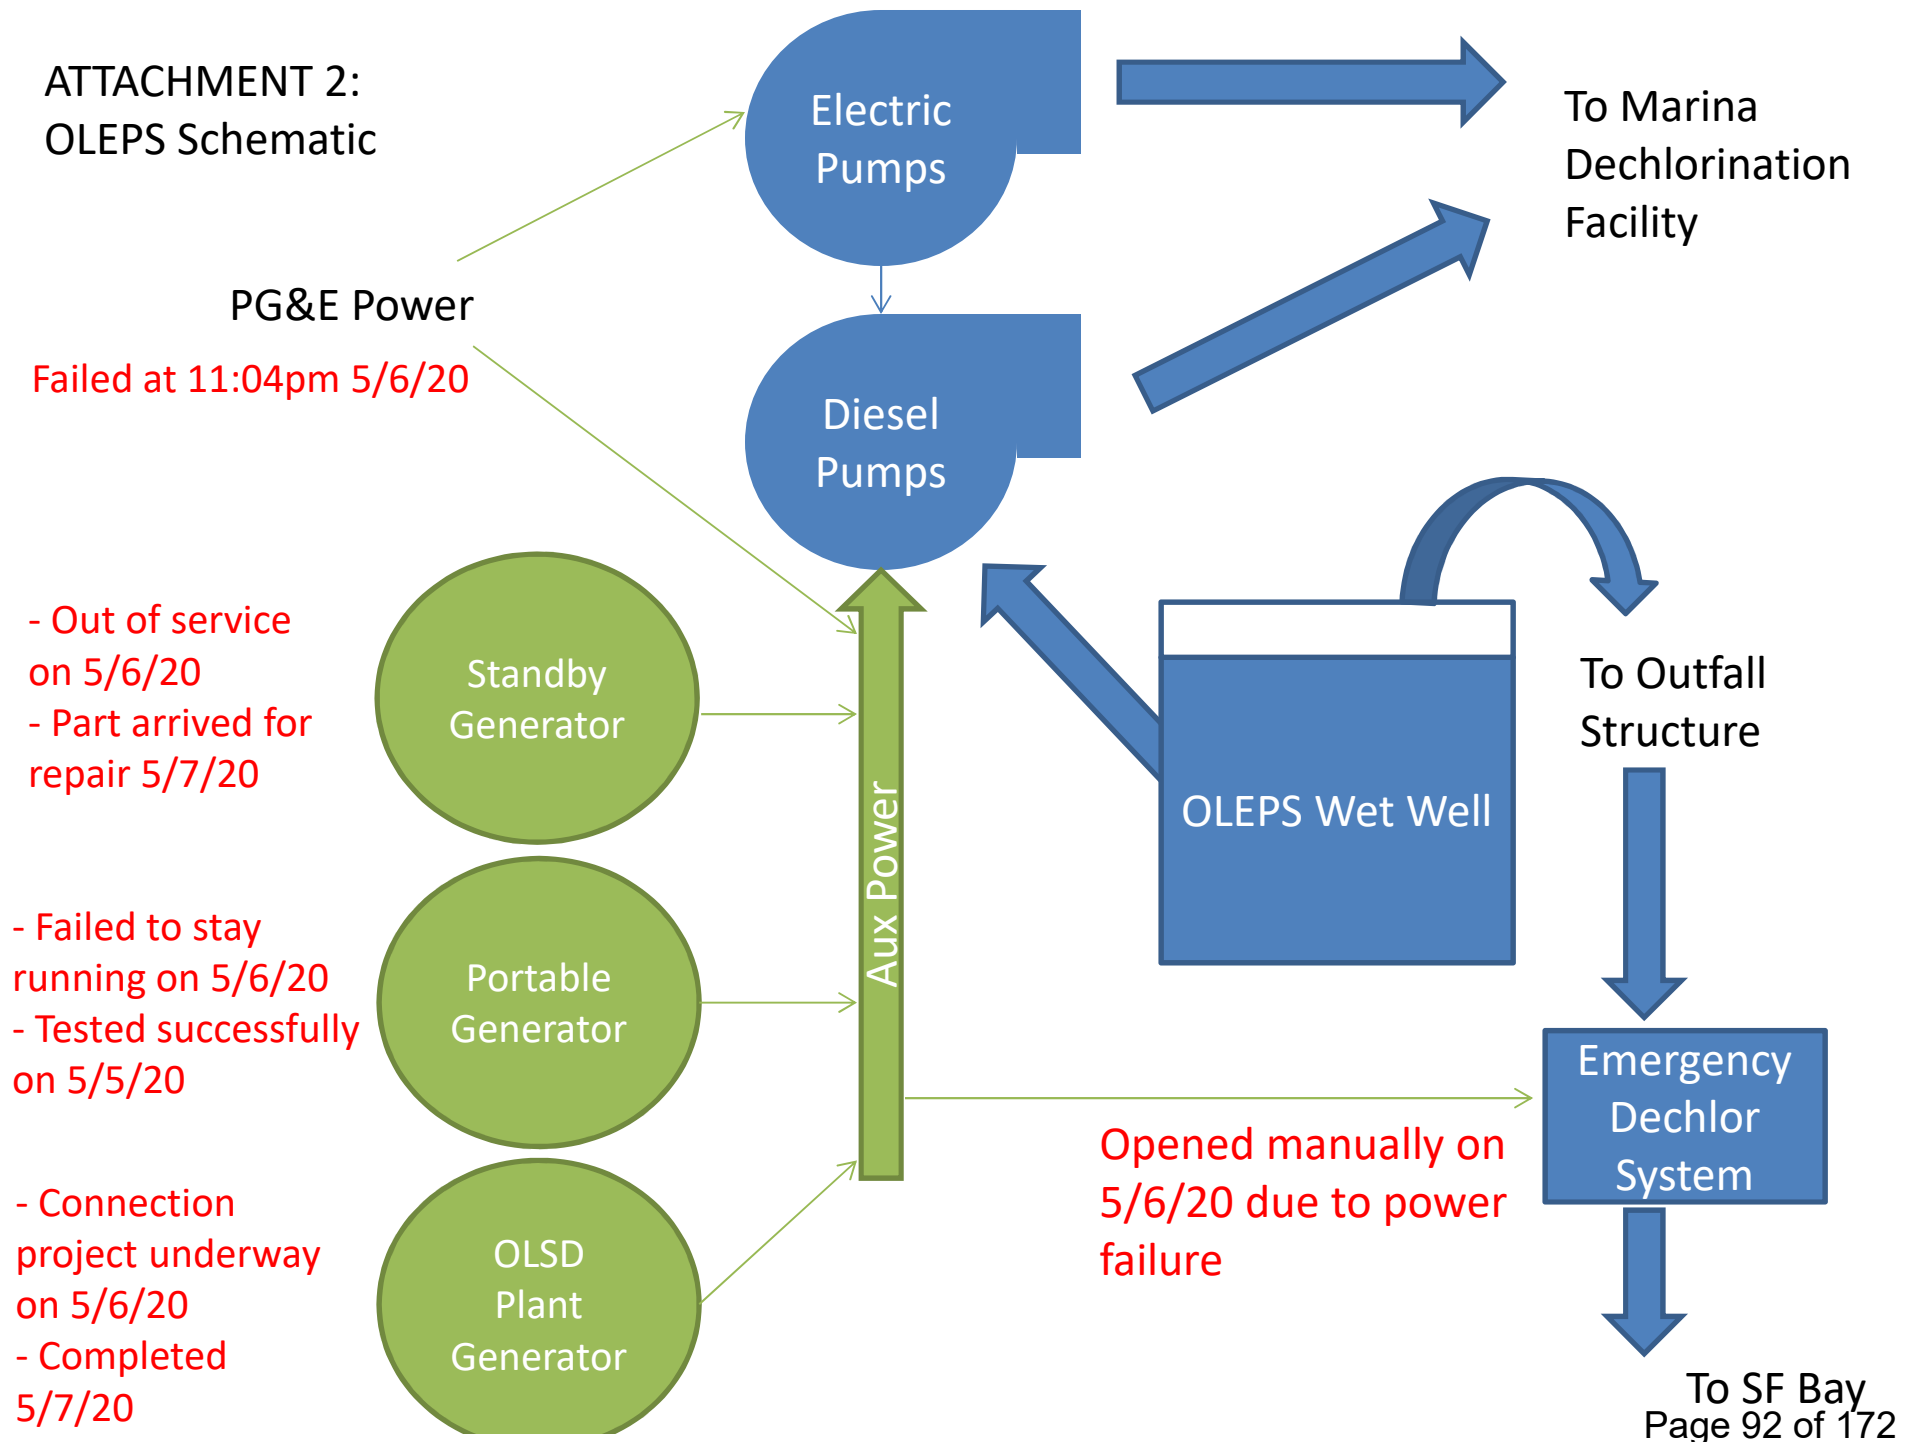 ATTACHMENT 2:
OLEPS Schematic
Electric
Pumps
To Marina
Dechlorination
Facility
PG&E Power
Failed at 11:04pm 5/6/20
Diesel
Pumps
- Out of service
on 5/6/20
- Part arrived for
repair 5/7/20
Standby
Generator
Aux Power
OLEPS Wet Well
To Outfall
Structure
- Failed to stay
running on 5/6/20
- Tested successfully
on 5/5/20
Portable
Generator
Emergency
Dechlor
System
Opened manually on
5/6/20 due to power
failure
- Connection
project underway
on 5/6/20
- Completed
5/7/20
OLSD
Plant
Generator
To SF Bay
Page 92 of 172